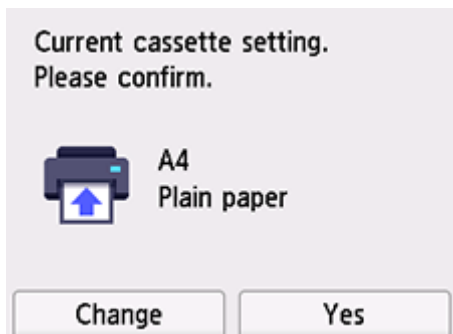 Current cassette setting.
Please confirm.
A4
Plain paper
Change
Yes